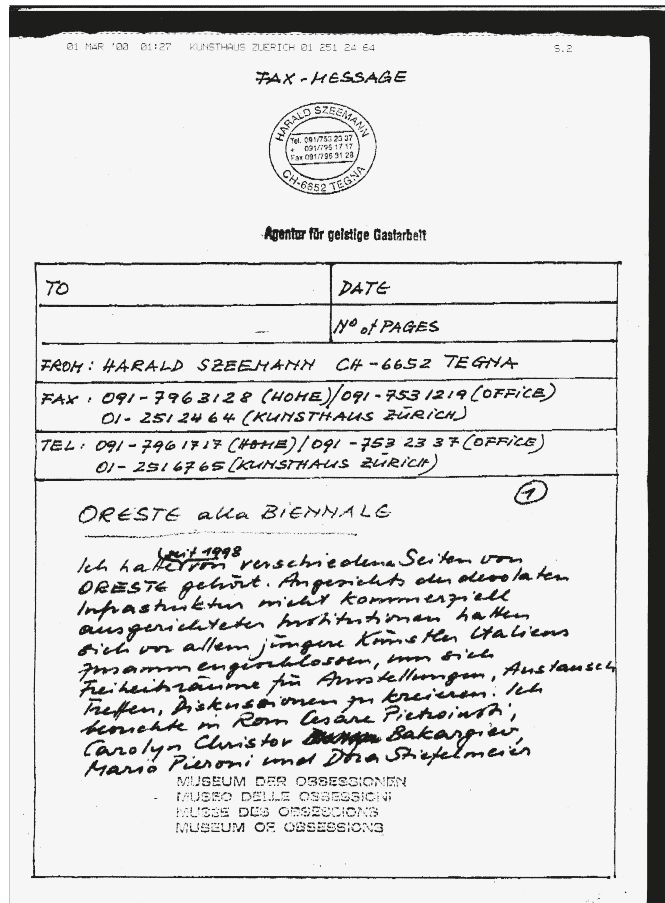 01 MAR '00 01:27 KUNSTHAUS ZUERICH 01 251 24 64 S.2
FAX-MESSAGE
HARALD SZEEMANN
Tel. 091/753 23 37
+ 091/796 17 17
Fax 091/796 31 28
CH-6652 TEGNA
Agentur für geistige Gastarbeit
TO DATE
No of PAGES
FROM: HARALD SZEEMANN CH-6652 TEGNA
FAX: 091-7963128 (HOME)/091-7531219 (OFFICE)
01-2512464 (KUNSTHAUS ZÜRICH)
TEL: 091-7961717 (HOME)/091-753 23 37 (OFFICE)
01-2516765 (KUNSTHAUS ZÜRICH)
1
ORESTE alla BIENNALE
seit 1998
Ich hatte von verschiedenen Seiten von
ORESTE gehört. Angesichts der desolaten
Infrastruktur nicht kommerziell
ausgerichteter Institutionen hatten
sich vor allem jüngere Künstler Italiens
zusammengeschlossen, um sich
Freiheitsräume für Ausstellungen, Austausch
Treffen, Diskussionen zu kreieren. Ich
besuchte in Rom Cesare Pietroiusti,
Carolyn Christov Bakargiev,
Mario Pieroni und Dora Stiefelmeier
MUSEUM DER OBSESSIONEN
MUSEO DELLE OSSESSIONI
MUSEE DES OBSESSIONS
MUSEUM OF OBSESSIONS